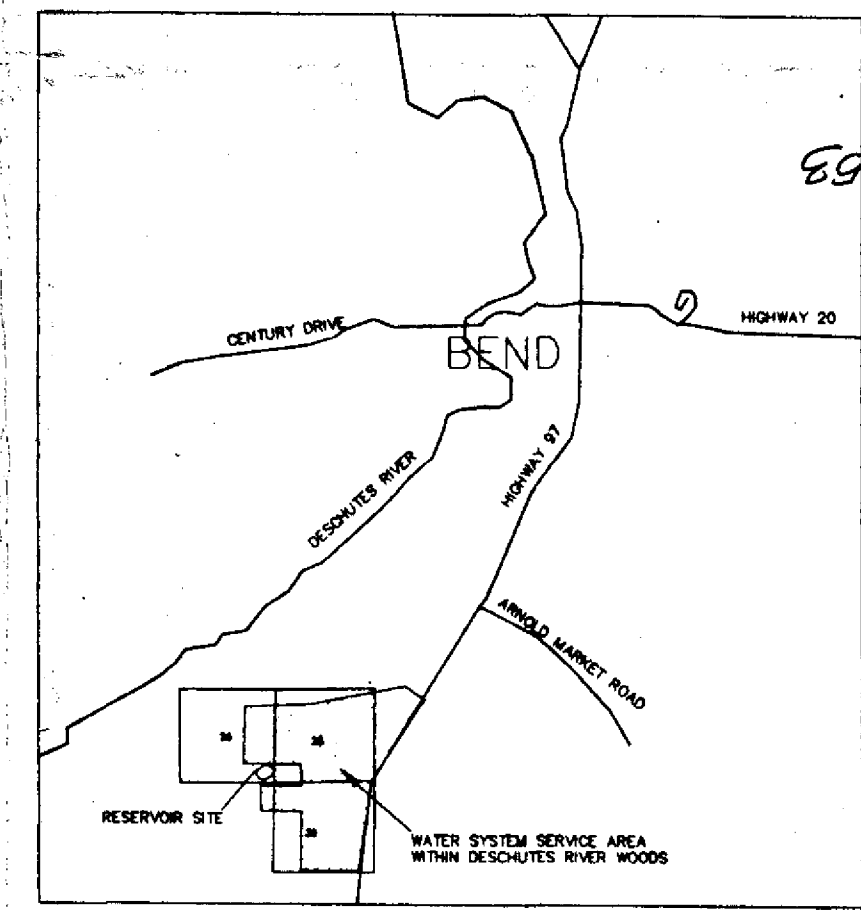 CENTURY DRIVE
HIGHWAY 20
BEND
HIGHWAY 97
DESCHUTES RIVER
ARNOLD MARKET ROAD
RESERVOIR SITE
WATER SYSTEM SERVICE AREA
WITHIN DESCHUTES RIVER WOODS